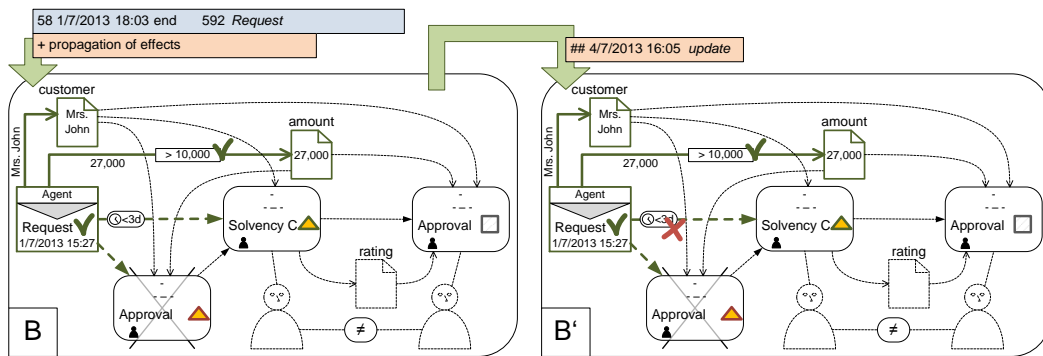 58 1/7/2013 18:03 end 592 Request
+ propagation of effects
## 4/7/2013 16:05 update
customer
Mrs.
John
amount
Mrs. John
27,000
> 10,000
27,000
Agent
Request
1/7/2013 15:27
<3d
-
Solvency C
-
Approval
rating
-
Approval
≠
B
customer
Mrs.
John
amount
Mrs. John
27,000
> 10,000
27,000
Agent
Request
1/7/2013 15:27
<3d
-
Solvency C
-
Approval
rating
-
Approval
≠
B‘